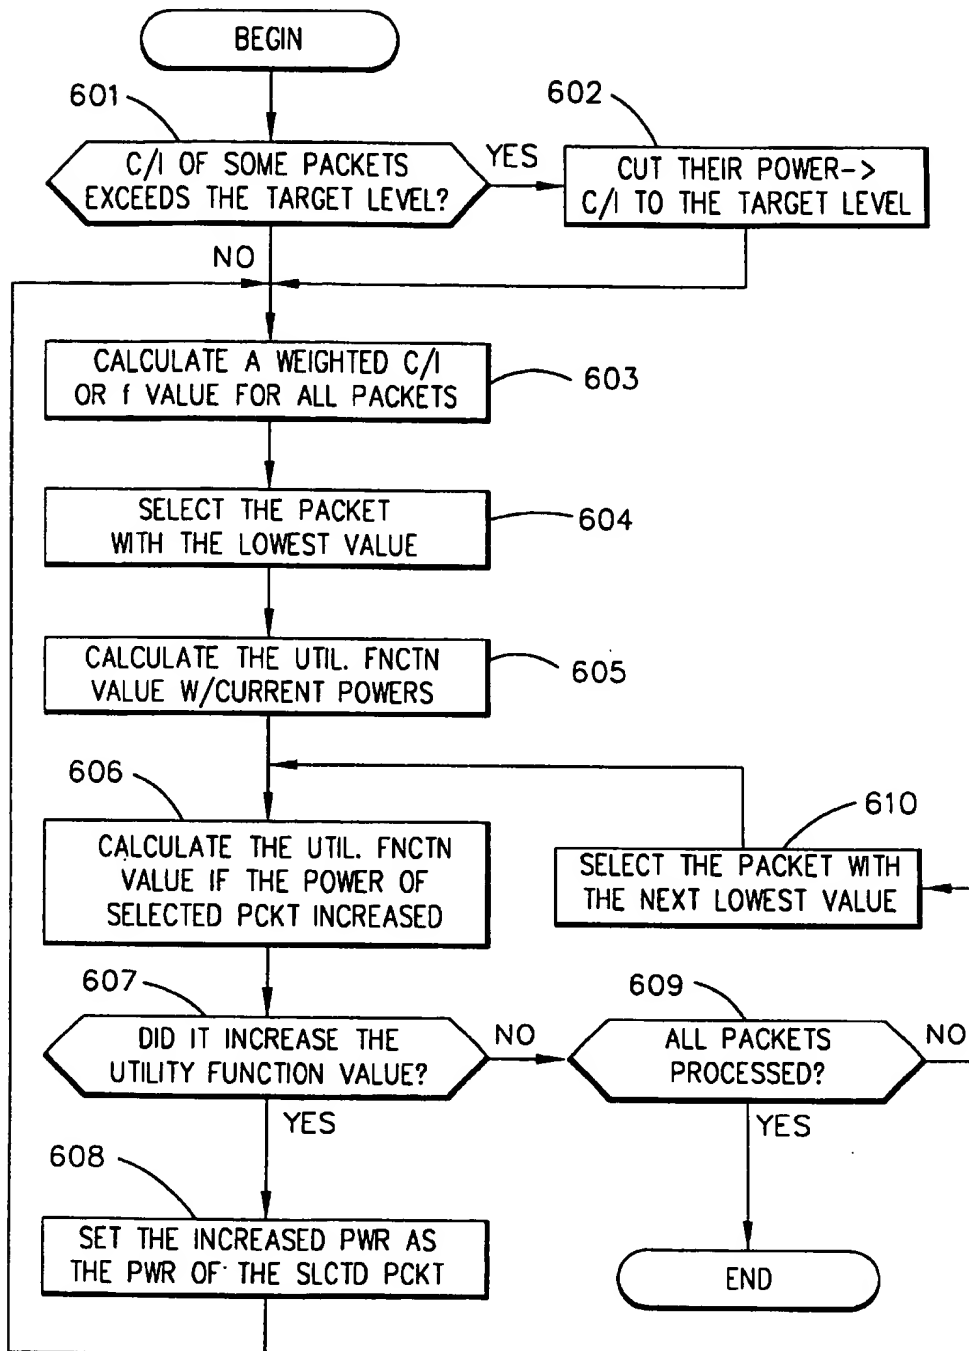 BEGIN
601
C/I OF SOME PACKETS
EXCEEDS THE TARGET LEVEL?
YES
602
CUT THEIR POWER->
C/I TO THE TARGET LEVEL
NO
CALCULATE A WEIGHTED C/I
OR f VALUE FOR ALL PACKETS
603
SELECT THE PACKET
WITH THE LOWEST VALUE
604
CALCULATE THE UTIL. FNCTN
VALUE W/CURRENT POWERS
605
606
CALCULATE THE UTIL. FNCTN
VALUE IF THE POWER OF
SELECTED PCKT INCREASED
610
SELECT THE PACKET WITH
THE NEXT LOWEST VALUE
607
DID IT INCREASE THE
UTILITY FUNCTION VALUE?
NO
609
ALL PACKETS
PROCESSED?
NO
YES
YES
608
SET THE INCREASED PWR AS
THE PWR OF THE SLCTD PCKT
END